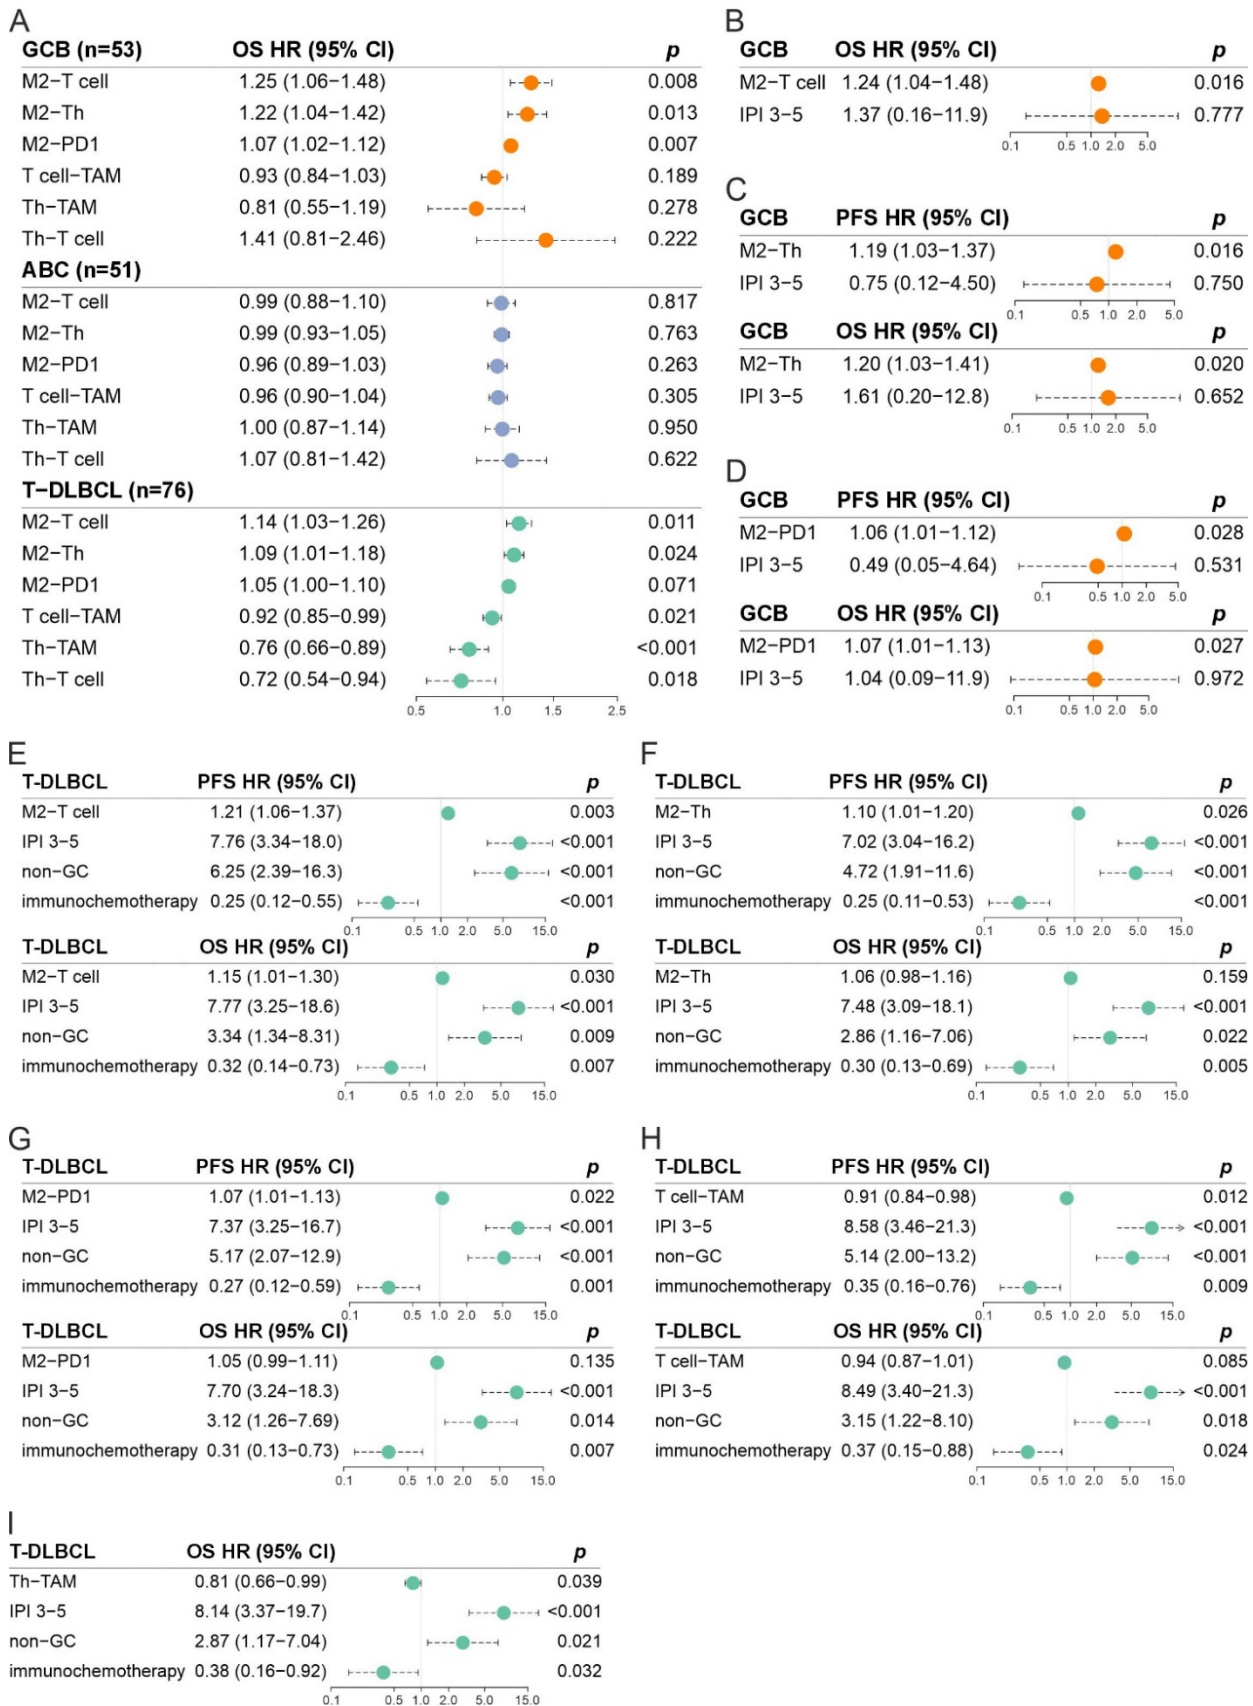 A
GCB (n=53) OS HR (95% CI) p
M2−T cell 1.25 (1.06−1.48) 0.008
M2−Th 1.22 (1.04−1.42) 0.013
M2−PD1 1.07 (1.02−1.12) 0.007
T cell−TAM 0.93 (0.84−1.03) 0.189
Th−TAM 0.81 (0.55−1.19) 0.278
Th−T cell 1.41 (0.81−2.46) 0.222
ABC (n=51)
M2−T cell 0.99 (0.88−1.10) 0.817
M2−Th 0.99 (0.93−1.05) 0.763
M2−PD1 0.96 (0.89−1.03) 0.263
T cell−TAM 0.96 (0.90−1.04) 0.305
Th−TAM 1.00 (0.87−1.14) 0.950
Th−T cell 1.07 (0.81−1.42) 0.622
T−DLBCL (n=76)
M2−T cell 1.14 (1.03−1.26) 0.011
M2−Th 1.09 (1.01−1.18) 0.024
M2−PD1 1.05 (1.00−1.10) 0.071
T cell−TAM 0.92 (0.85−0.99) 0.021
Th−TAM 0.76 (0.66−0.89) <0.001
Th−T cell 0.72 (0.54−0.94) 0.018
0.5 1.0 1.5 2.5
B
GCB OS HR (95% CI) p
M2−T cell 1.24 (1.04−1.48) 0.016
IPI 3−5 1.37 (0.16−11.9) 0.777
0.1 0.5 1.0 2.0 5.0
C
GCB PFS HR (95% CI) p
M2−Th 1.19 (1.03−1.37) 0.016
IPI 3−5 0.75 (0.12−4.50) 0.750
0.1 0.5 1.0 2.0 5.0
GCB OS HR (95% CI) p
M2−Th 1.20 (1.03−1.41) 0.020
IPI 3−5 1.61 (0.20−12.8) 0.652
0.1 0.5 1.0 2.0 5.0
D
GCB PFS HR (95% CI) p
M2−PD1 1.06 (1.01−1.12) 0.028
IPI 3−5 0.49 (0.05−4.64) 0.531
0.1 0.5 1.0 2.0 5.0
GCB OS HR (95% CI) p
M2−PD1 1.07 (1.01−1.13) 0.027
IPI 3−5 1.04 (0.09−11.9) 0.972
0.1 0.5 1.0 2.0 5.0
E
T-DLBCL PFS HR (95% CI) p
M2−T cell 1.21 (1.06−1.37) 0.003
IPI 3−5 7.76 (3.34−18.0) <0.001
non−GC 6.25 (2.39−16.3) <0.001
immunochemotherapy 0.25 (0.12−0.55) <0.001
0.1 0.5 1.0 2.0 5.0 15.0
T-DLBCL OS HR (95% CI) p
M2−T cell 1.15 (1.01−1.30) 0.030
IPI 3−5 7.77 (3.25−18.6) <0.001
non−GC 3.34 (1.34−8.31) 0.009
immunochemotherapy 0.32 (0.14−0.73) 0.007
0.1 0.5 1.0 2.0 5.0 15.0
F
T-DLBCL PFS HR (95% CI) p
M2−Th 1.10 (1.01−1.20) 0.026
IPI 3−5 7.02 (3.04−16.2) <0.001
non−GC 4.72 (1.91−11.6) <0.001
immunochemotherapy 0.25 (0.11−0.53) <0.001
0.1 0.5 1.0 2.0 5.0 15.0
T-DLBCL OS HR (95% CI) p
M2−Th 1.06 (0.98−1.16) 0.159
IPI 3−5 7.48 (3.09−18.1) <0.001
non−GC 2.86 (1.16−7.06) 0.022
immunochemotherapy 0.30 (0.13−0.69) 0.005
0.1 0.5 1.0 2.0 5.0 15.0
G
T-DLBCL PFS HR (95% CI) p
M2−PD1 1.07 (1.01−1.13) 0.022
IPI 3−5 7.37 (3.25−16.7) <0.001
non−GC 5.17 (2.07−12.9) <0.001
immunochemotherapy 0.27 (0.12−0.59) 0.001
0.1 0.5 1.0 2.0 5.0 15.0
T-DLBCL OS HR (95% CI) p
M2−PD1 1.05 (0.99−1.11) 0.135
IPI 3−5 7.70 (3.24−18.3) <0.001
non−GC 3.12 (1.26−7.69) 0.014
immunochemotherapy 0.31 (0.13−0.73) 0.007
0.1 0.5 1.0 2.0 5.0 15.0
H
T-DLBCL PFS HR (95% CI) p
T cell−TAM 0.91 (0.84−0.98) 0.012
IPI 3−5 8.58 (3.46−21.3) <0.001
non−GC 5.14 (2.00−13.2) <0.001
immunochemotherapy 0.35 (0.16−0.76) 0.009
0.1 0.5 1.0 2.0 5.0 15.0
T-DLBCL OS HR (95% CI) p
T cell−TAM 0.94 (0.87−1.01) 0.085
IPI 3−5 8.49 (3.40−21.3) <0.001
non−GC 3.15 (1.22−8.10) 0.018
immunochemotherapy 0.37 (0.15−0.88) 0.024
0.1 0.5 1.0 2.0 5.0 15.0
I
T-DLBCL OS HR (95% CI) p
Th−TAM 0.81 (0.66−0.99) 0.039
IPI 3−5 8.14 (3.37−19.7) <0.001
non−GC 2.87 (1.17−7.04) 0.021
immunochemotherapy 0.38 (0.16−0.92) 0.032
0.1 0.5 1.0 2.0 5.0 15.0